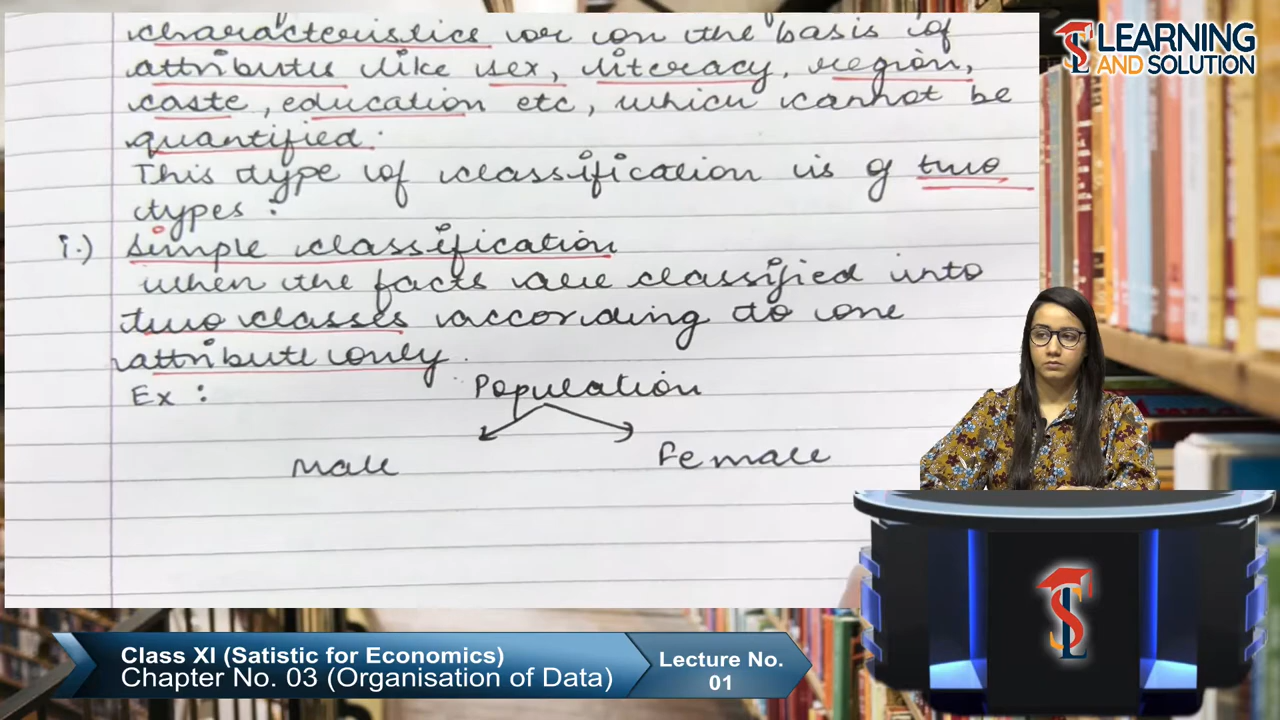 characteristics or on the basis of
attributes like sex, literacy, region,
caste, education etc, which cannot be
quantified.
This type of classification is of two
types:
i.) Simple classification
when the facts are classified into
two classes according to one
attribute only.
Ex:
Population
Male
Female
LEARNING
AND SOLUTION
Class XI (Satistic for Economics)
Chapter No. 03 (Organisation of Data)
Lecture No.
01